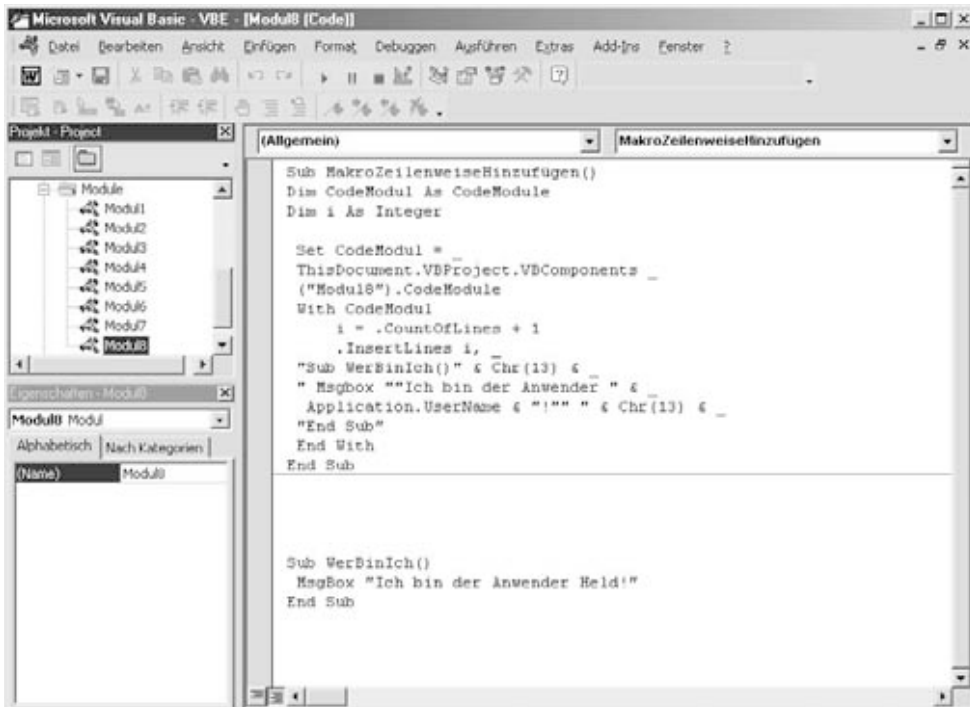 Microsoft Visual Basic - VBE - [Modul8 [Code]]
Datei Bearbeiten Ansicht Einfügen Format Debuggen Ausführen Extras Add-Ins Fenster ?
Projekt - Project
Module
Modul1
Modul2
Modul3
Modul4
Modul5
Modul6
Modul7
Modul8
Eigenschaften - Modul8
Modul8 Modul
Alphabetisch Nach Kategorien
(Name) Modul8
(Allgemein) MakroZeilenweiseHinzufügen
Sub MakroZeilenweiseHinzufügen()
Dim CodeModul As CodeModule
Dim i As Integer
Set CodeModul = _
ThisDocument.VBProject.VBComponents _
("Modul8").CodeModule
With CodeModul
i = .CountOfLines + 1
.InsertLines i, _
"Sub WerBinIch()" & Chr(13) & _
" Msgbox ""Ich bin der Anwender " & _
Application.UserName & "!"" " & Chr(13) & _
"End Sub"
End With
End Sub
Sub WerBinIch()
MsgBox "Ich bin der Anwender Held!"
End Sub